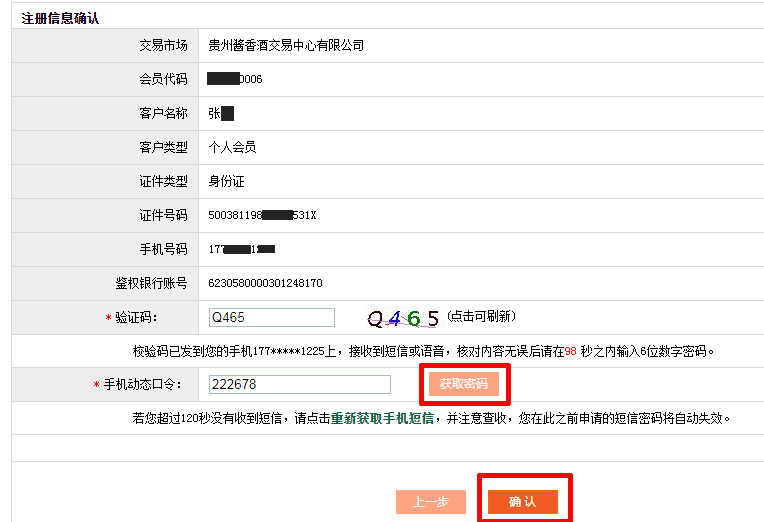 注册信息确认
交易市场 贵州酱香酒交易中心有限公司
会员代码 0006
客户名称 张
客户类型 个人会员
证件类型 身份证
证件号码 500381198 531X
手机号码 177 1
鉴权银行账号 6230580000301248170
* 验证码: Q465 Q465 (点击可刷新)
校验码已发到您的手机177*****1225上，接收到短信或语音，核对内容无误后请在98 秒之内输入6位数字密码。
* 手机动态口令: 222678 获取密码
若您超过120秒没有收到短信，请点击重新获取手机短信，并注意查收，您在此之前申请的短信密码将自动失效。
上一步 确 认